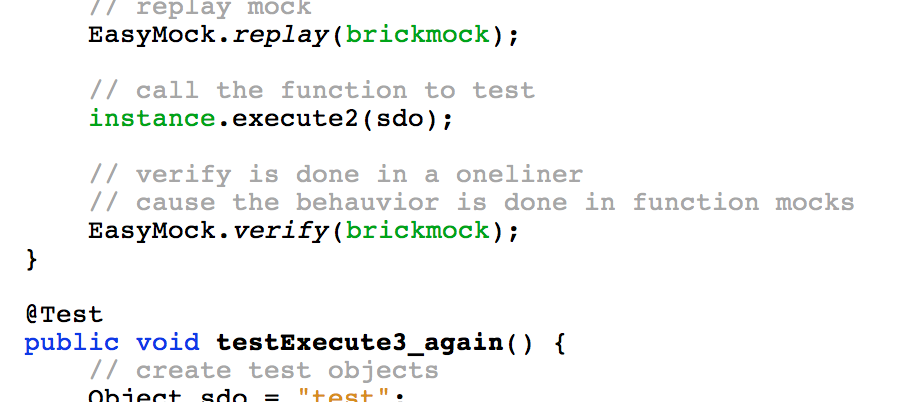 // replay mock
EasyMock.replay(brickmock);
// call the function to test
instance.execute2(sdo);
// verify is done in a oneliner
// cause the behauvior is done in function mocks
EasyMock.verify(brickmock);
}
@Test
public void testExecute3_again() {
// create test objects
Object sdo = "test";